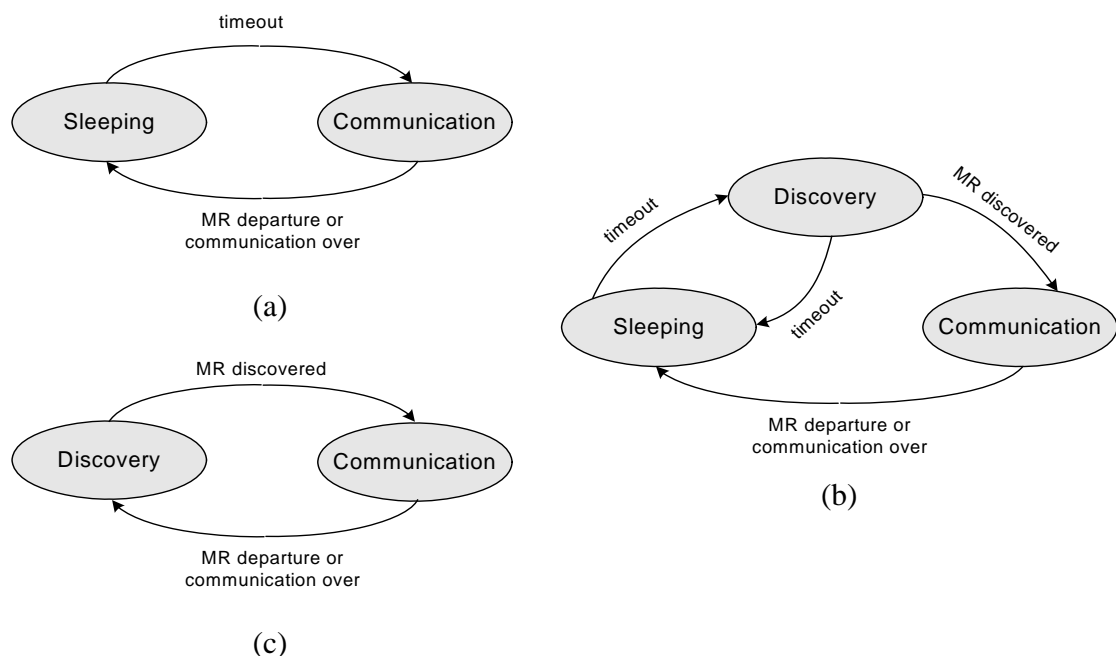 timeout
Sleeping
Communication
MR departure or
communication over
(a)
MR discovered
Discovery
Communication
MR departure or
communication over
(c)
Discovery
timeout
MR discovered
timeout
Sleeping
Communication
MR departure or
communication over
(b)